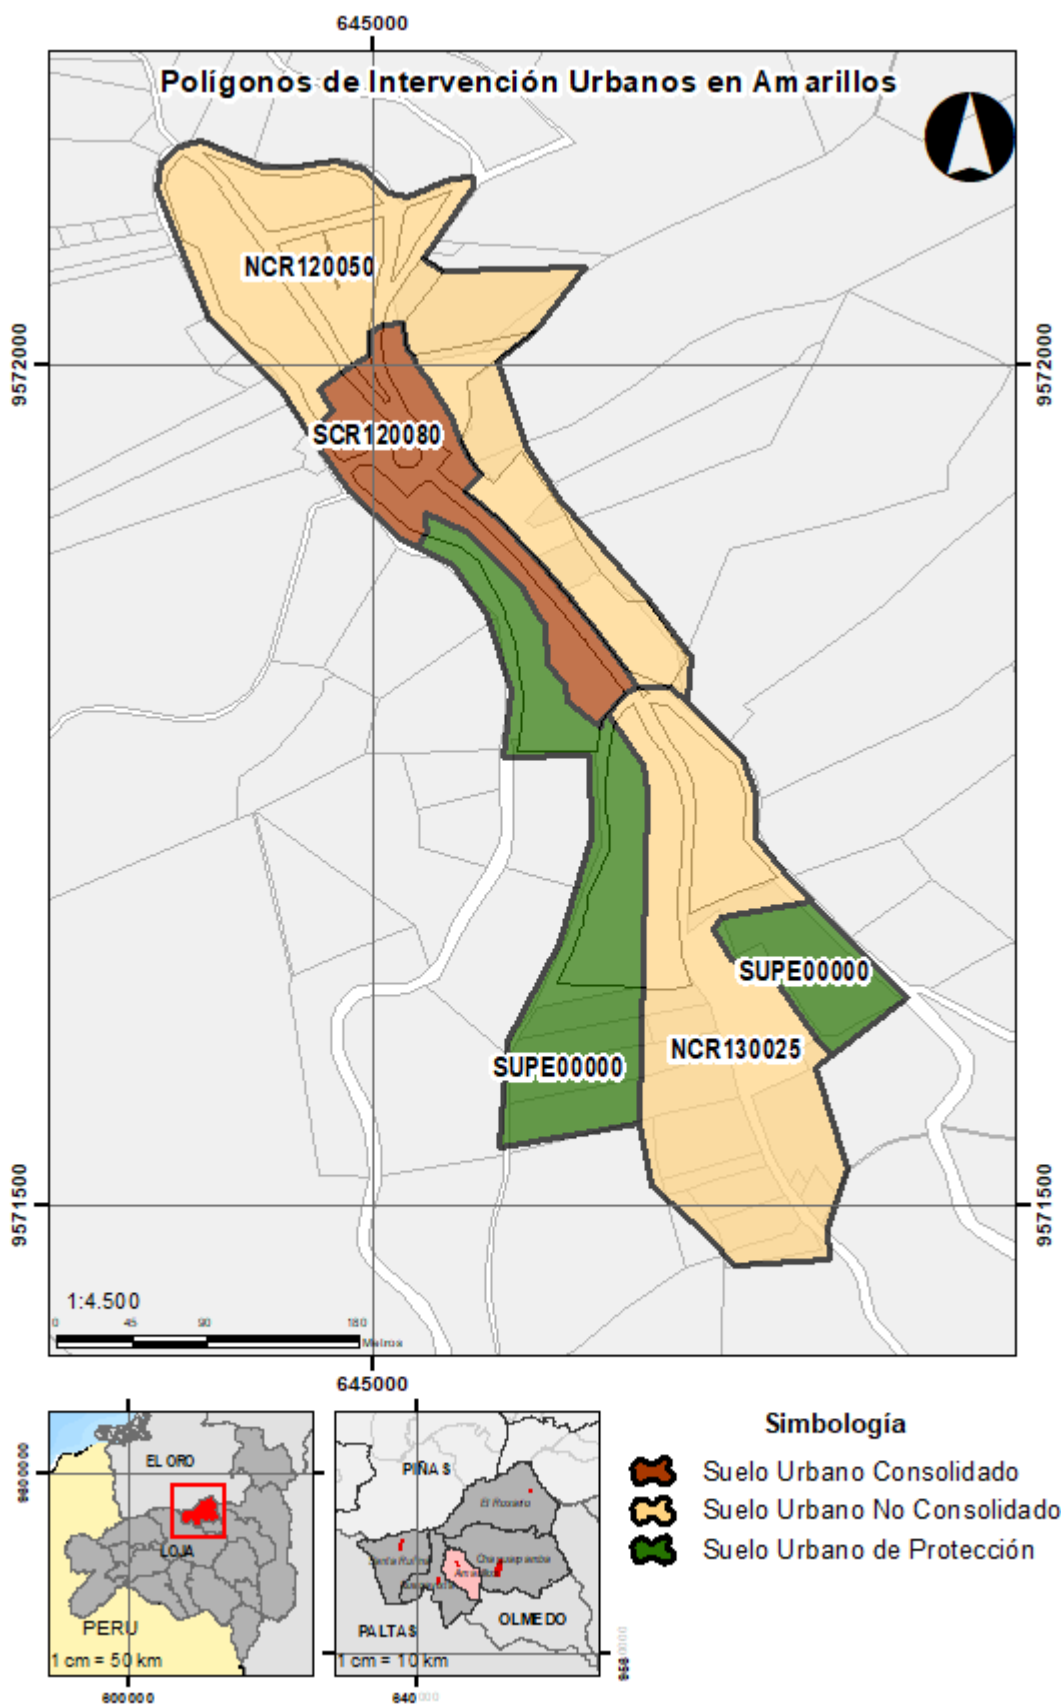 645000
Polígonos de Intervención Urbanos en Amarillos
NCR120050
9572000
9572000
SCR120080
SUPE00000
NCR130025
SUPE00000
9571500
9571500
1:4.500
0 45 90 180
Metros
645000
EL ORO
LOJA
PERU
1 cm = 50 km
600000
PIÑAS
El Rosario
Santa Rufina
Chaguarpamba
Amarillos
PALTAS
OLMEDO
1 cm = 10 km
640000
Simbología
Suelo Urbano Consolidado
Suelo Urbano No Consolidado
Suelo Urbano de Protección